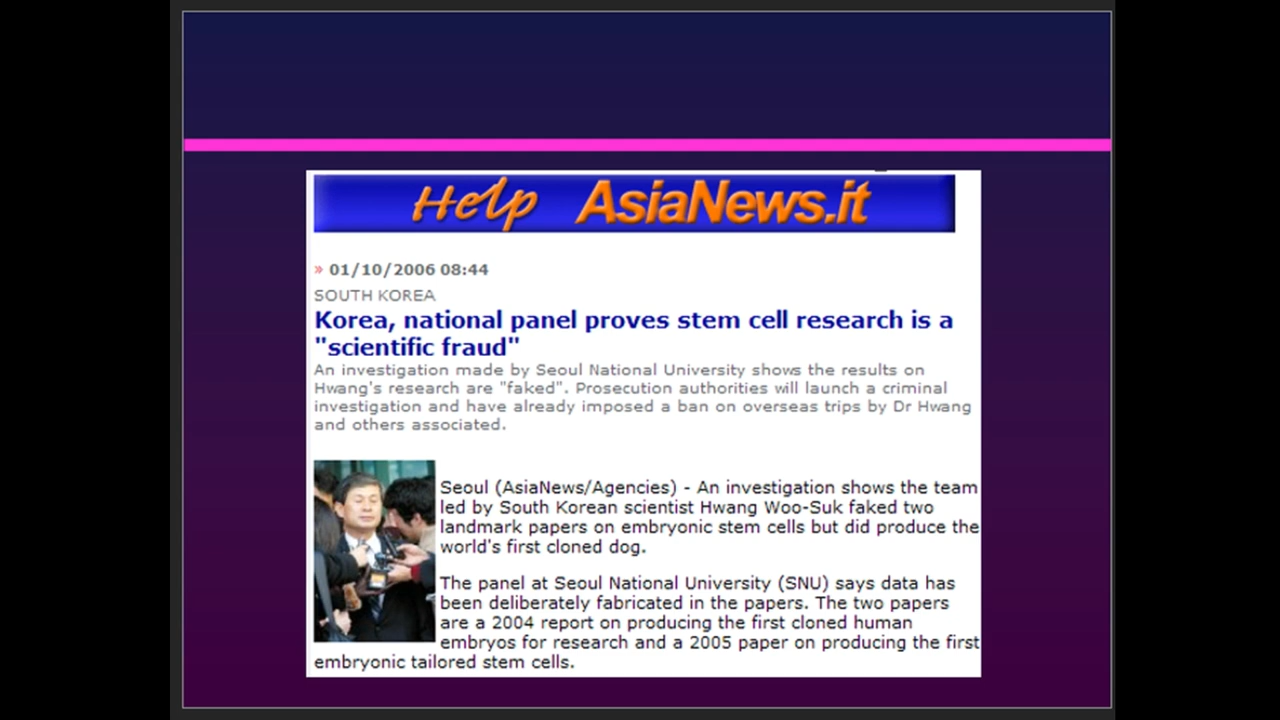 Help AsiaNews.it
» 01/10/2006 08:44
SOUTH KOREA
Korea, national panel proves stem cell research is a
"scientific fraud"
An investigation made by Seoul National University shows the results on
Hwang's research are "faked". Prosecution authorities will launch a criminal
investigation and have already imposed a ban on overseas trips by Dr Hwang
and others associated.
Seoul (AsiaNews/Agencies) - An investigation shows the team
led by South Korean scientist Hwang Woo-Suk faked two
landmark papers on embryonic stem cells but did produce the
world's first cloned dog.
The panel at Seoul National University (SNU) says data has
been deliberately fabricated in the papers. The two papers
are a 2004 report on producing the first cloned human
embryos for research and a 2005 paper on producing the first
embryonic tailored stem cells.